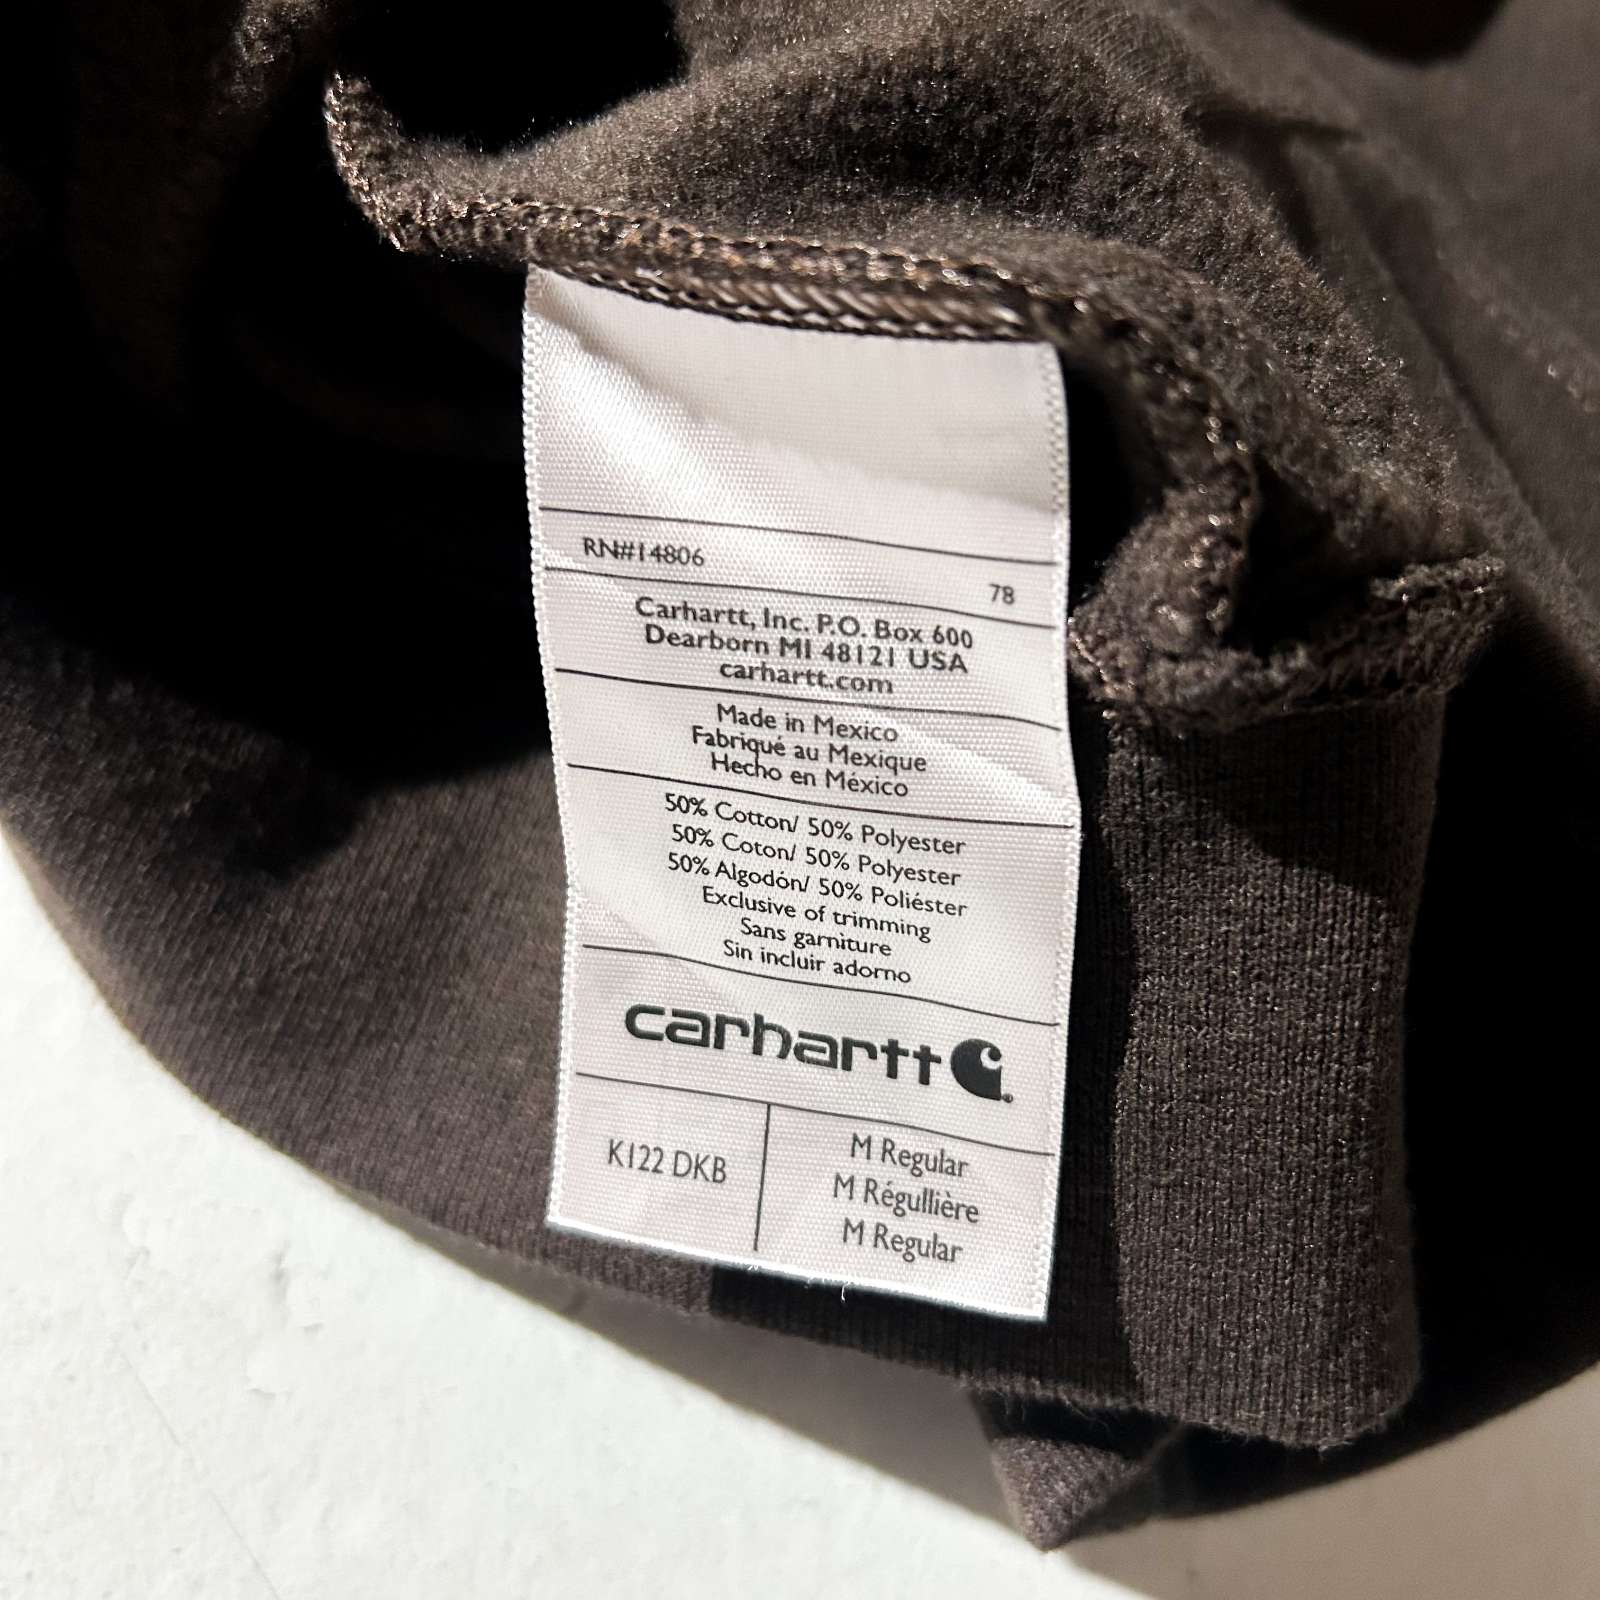 RN#14806
78
Carhartt, Inc. P.O. Box 600
Dearborn MI 48121 USA
carhartt.com
Made in Mexico
Fabriqué au Mexique
Hecho en México
50% Cotton/ 50% Polyester
50% Coton/ 50% Polyester
50% Algodón/ 50% Poliéster
Exclusive of trimming
Sans garniture
Sin incluir adorno
carhartt
K122 DKB
M Regular
M Régullière
M Regular